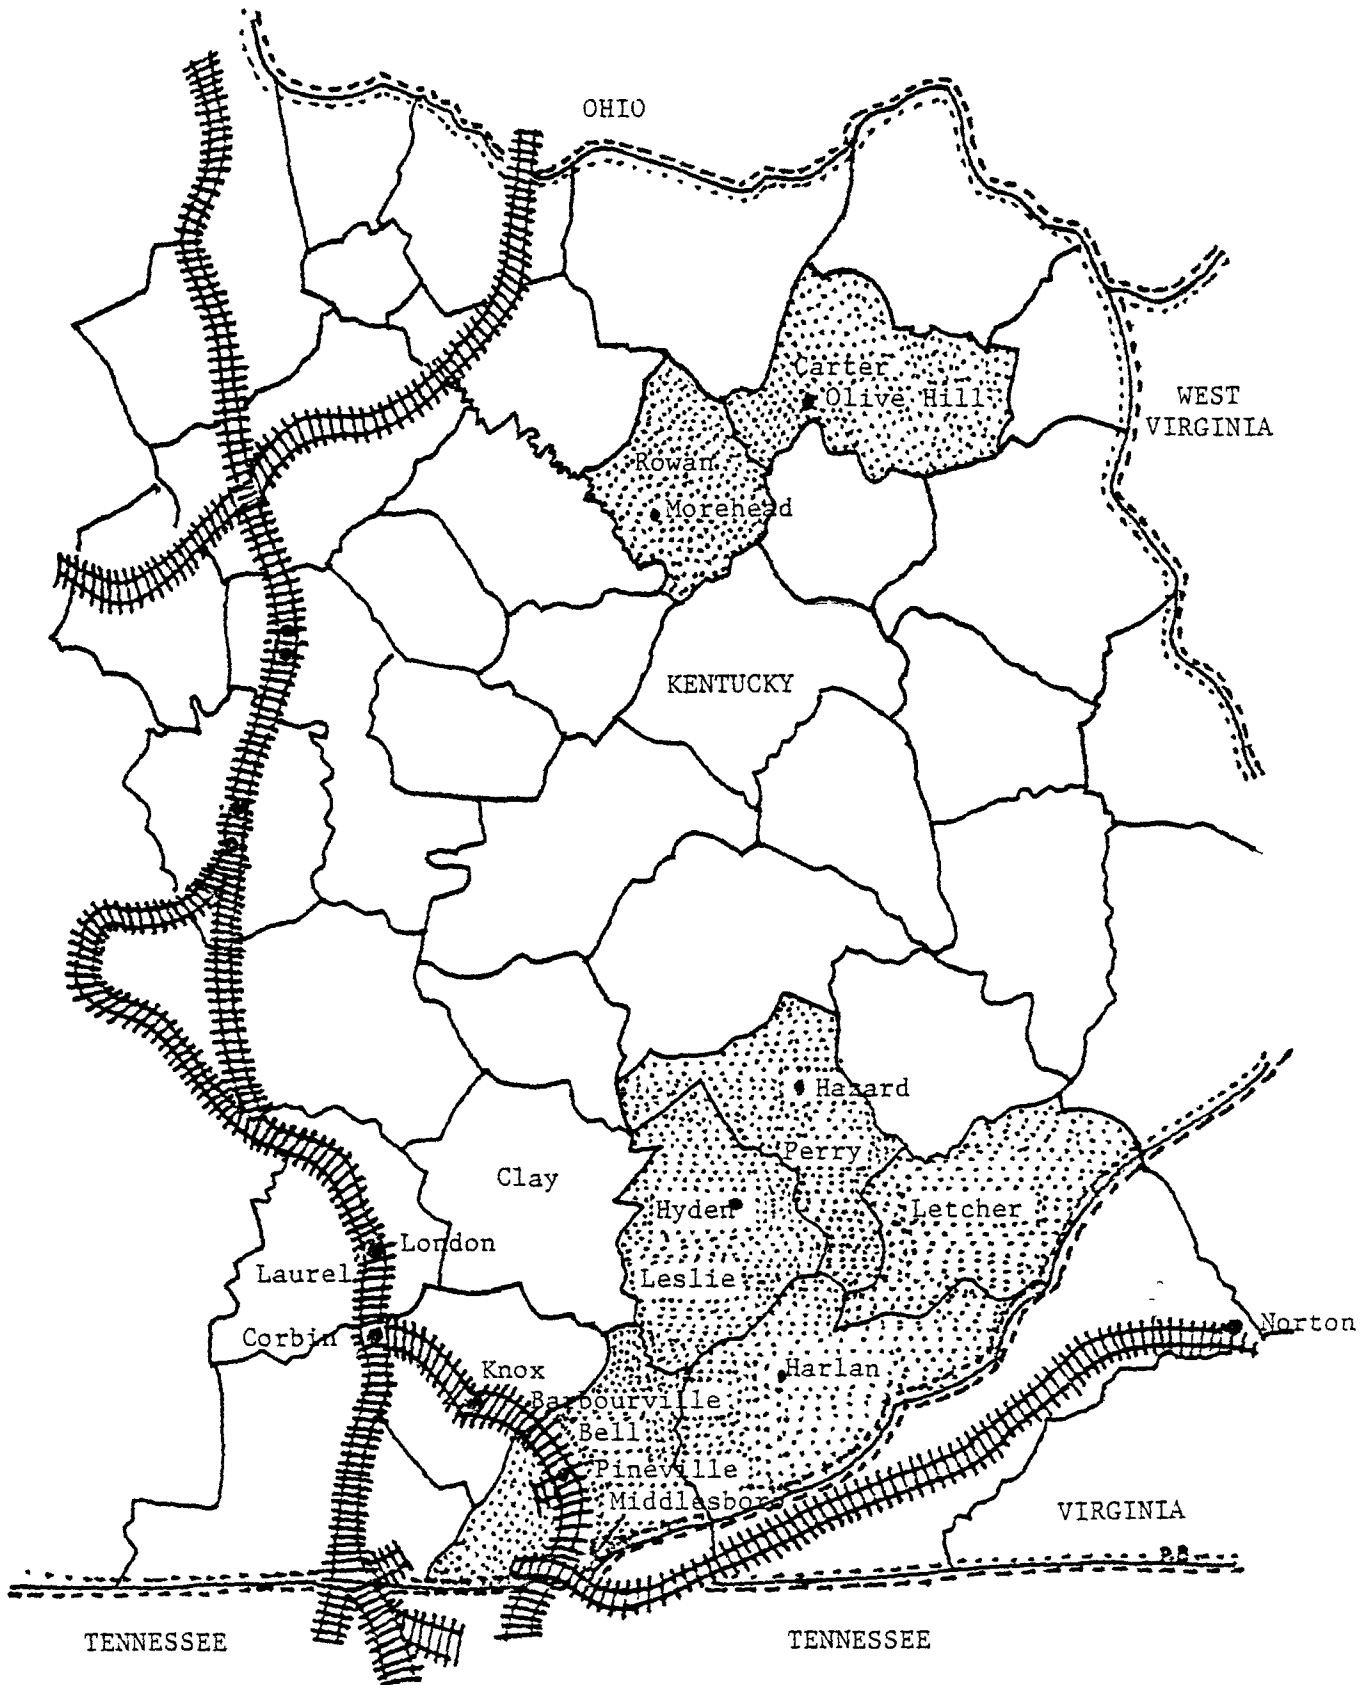 OHIO
Carter
Olive Hill
WEST
VIRGINIA
Rowan
Morehead
KENTUCKY
Hazard
Perry
Clay
Hyden
Letcher
London
Laurel
Leslie
Corbin
Norton
Knox
Harlan
Barbourville
Bell
Pineville
Middlesboro
VIRGINIA
TENNESSEE
TENNESSEE